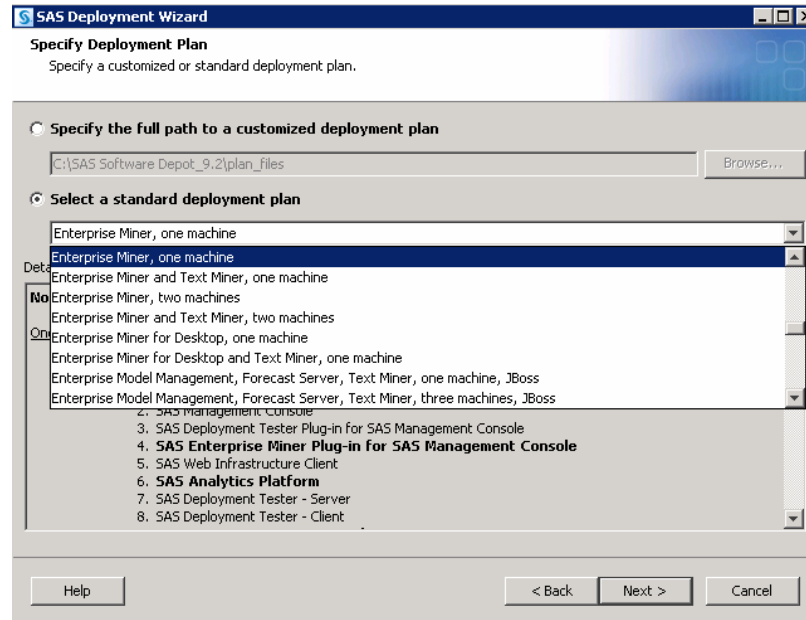 SAS Deployment Wizard
Specify Deployment Plan
Specify a customized or standard deployment plan.
Specify the full path to a customized deployment plan
C:\SAS Software Depot_9.2\plan_files
Browse...
Select a standard deployment plan
Enterprise Miner, one machine
Enterprise Miner, one machine
Enterprise Miner and Text Miner, one machine
Enterprise Miner, two machines
Enterprise Miner and Text Miner, two machines
Enterprise Miner for Desktop, one machine
Enterprise Miner for Desktop and Text Miner, one machine
Enterprise Model Management, Forecast Server, Text Miner, one machine, JBoss
Enterprise Model Management, Forecast Server, Text Miner, three machines, JBoss
2. SAS Management Console
3. SAS Deployment Tester Plug-in for SAS Management Console
4. SAS Enterprise Miner Plug-in for SAS Management Console
5. SAS Web Infrastructure Client
6. SAS Analytics Platform
7. SAS Deployment Tester - Server
8. SAS Deployment Tester - Client
Help
< Back
Next >
Cancel